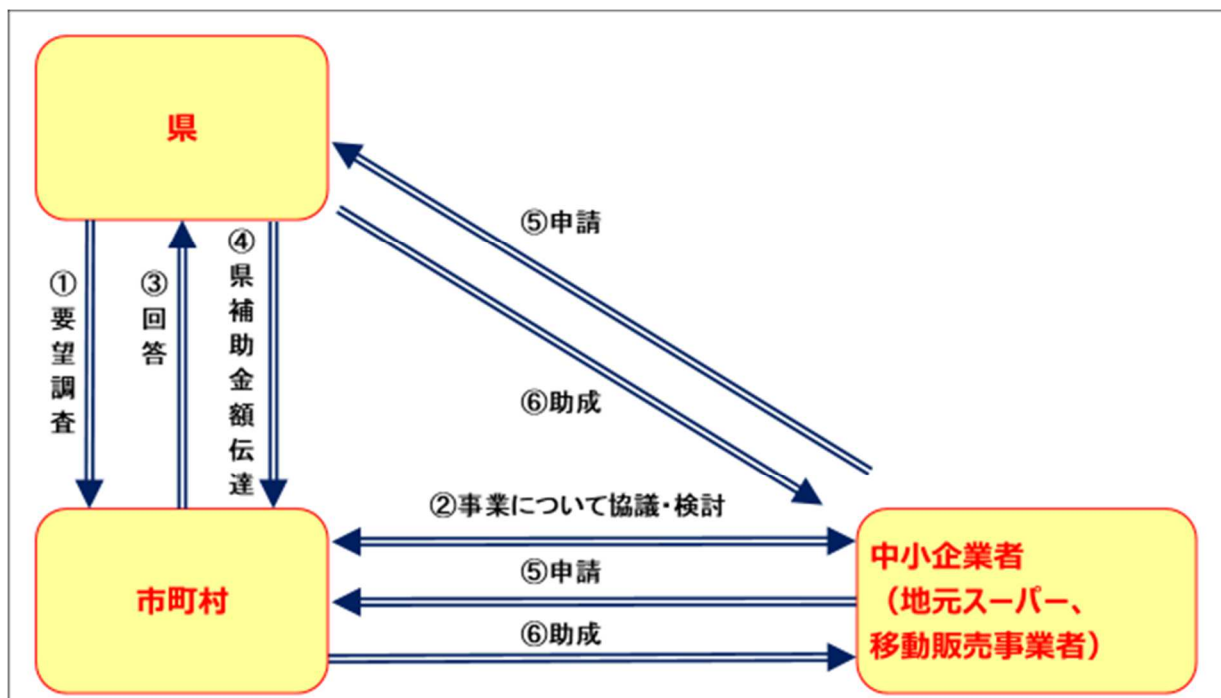 県
①要望調査
③回答
④県補助金額伝達
⑤申請
⑥助成
②事業について協議・検討
⑤申請
⑥助成
市町村
中小企業者
（地元スーパー、
移動販売事業者）